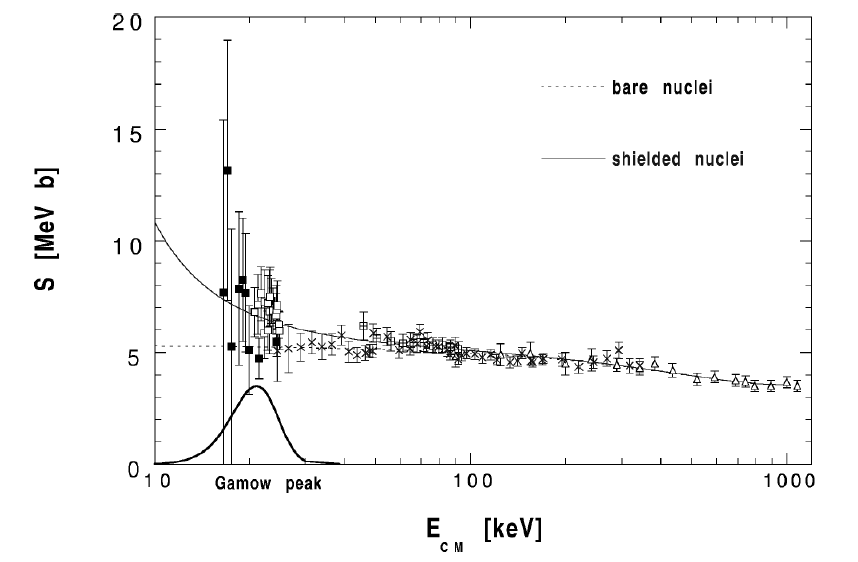 20
15
10
5
0
S [MeV b]
bare nuclei
shielded nuclei
10
100
1000
Gamow peak
E_CM [keV]